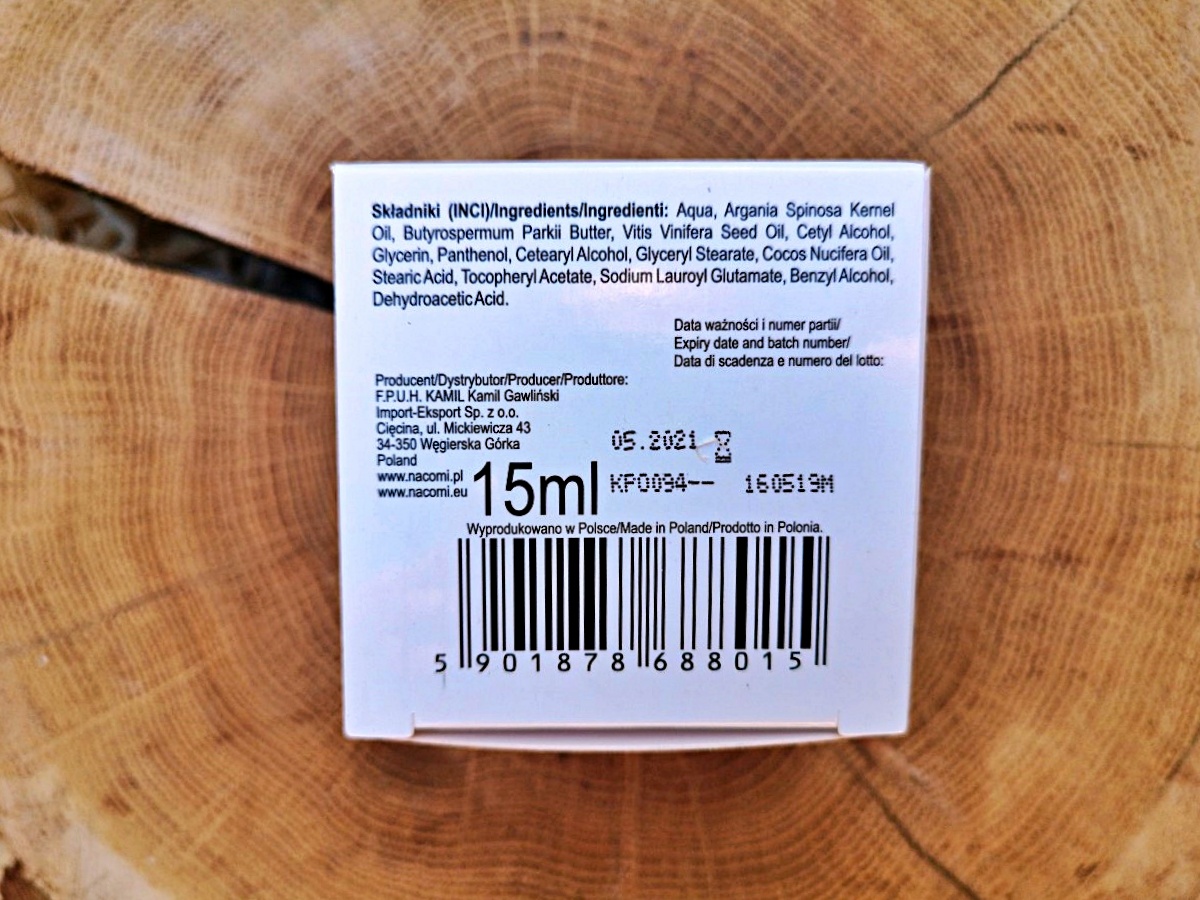 Składniki (INCI)/Ingredients/Ingredienti: Aqua, Argania Spinosa Kernel
Oil, Butyrospermum Parkii Butter, Vitis Vinifera Seed Oil, Cetyl Alcohol,
Glycerin, Panthenol, Cetearyl Alcohol, Glyceryl Stearate, Cocos Nucifera Oil,
Stearic Acid, Tocopheryl Acetate, Sodium Lauroyl Glutamate, Benzyl Alcohol,
Dehydroacetic Acid.
Data ważności i numer partii/
Expiry date and batch number/
Data di scadenza e numero del lotto:
Producent/Dystrybutor/Producer/Produttore:
F.P.U.H. KAMIL Kamil Gawliński
Import-Eksport Sp. z o.o.
Cięcina, ul. Mickiewicza 43
34-350 Węgierska Górka
Poland
www.nacomi.pl
www.nacomi.eu
15ml
05.2021
KP0094-- 160519M
Wyprodukowano w Polsce/Made in Poland/Prodotto in Polonia.
5 901878 688015